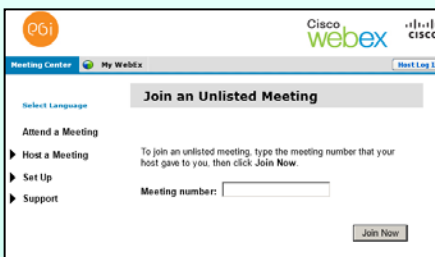 egi
Cisco
webex
cisco
Meeting Center My WebEx
Host Log I
Select Language
Join an Unlisted Meeting
Attend a Meeting
Host a Meeting
Set Up
Support
To join an unlisted meeting, type the meeting number that your
host gave to you, then click Join Now.
Meeting number:
Join Now